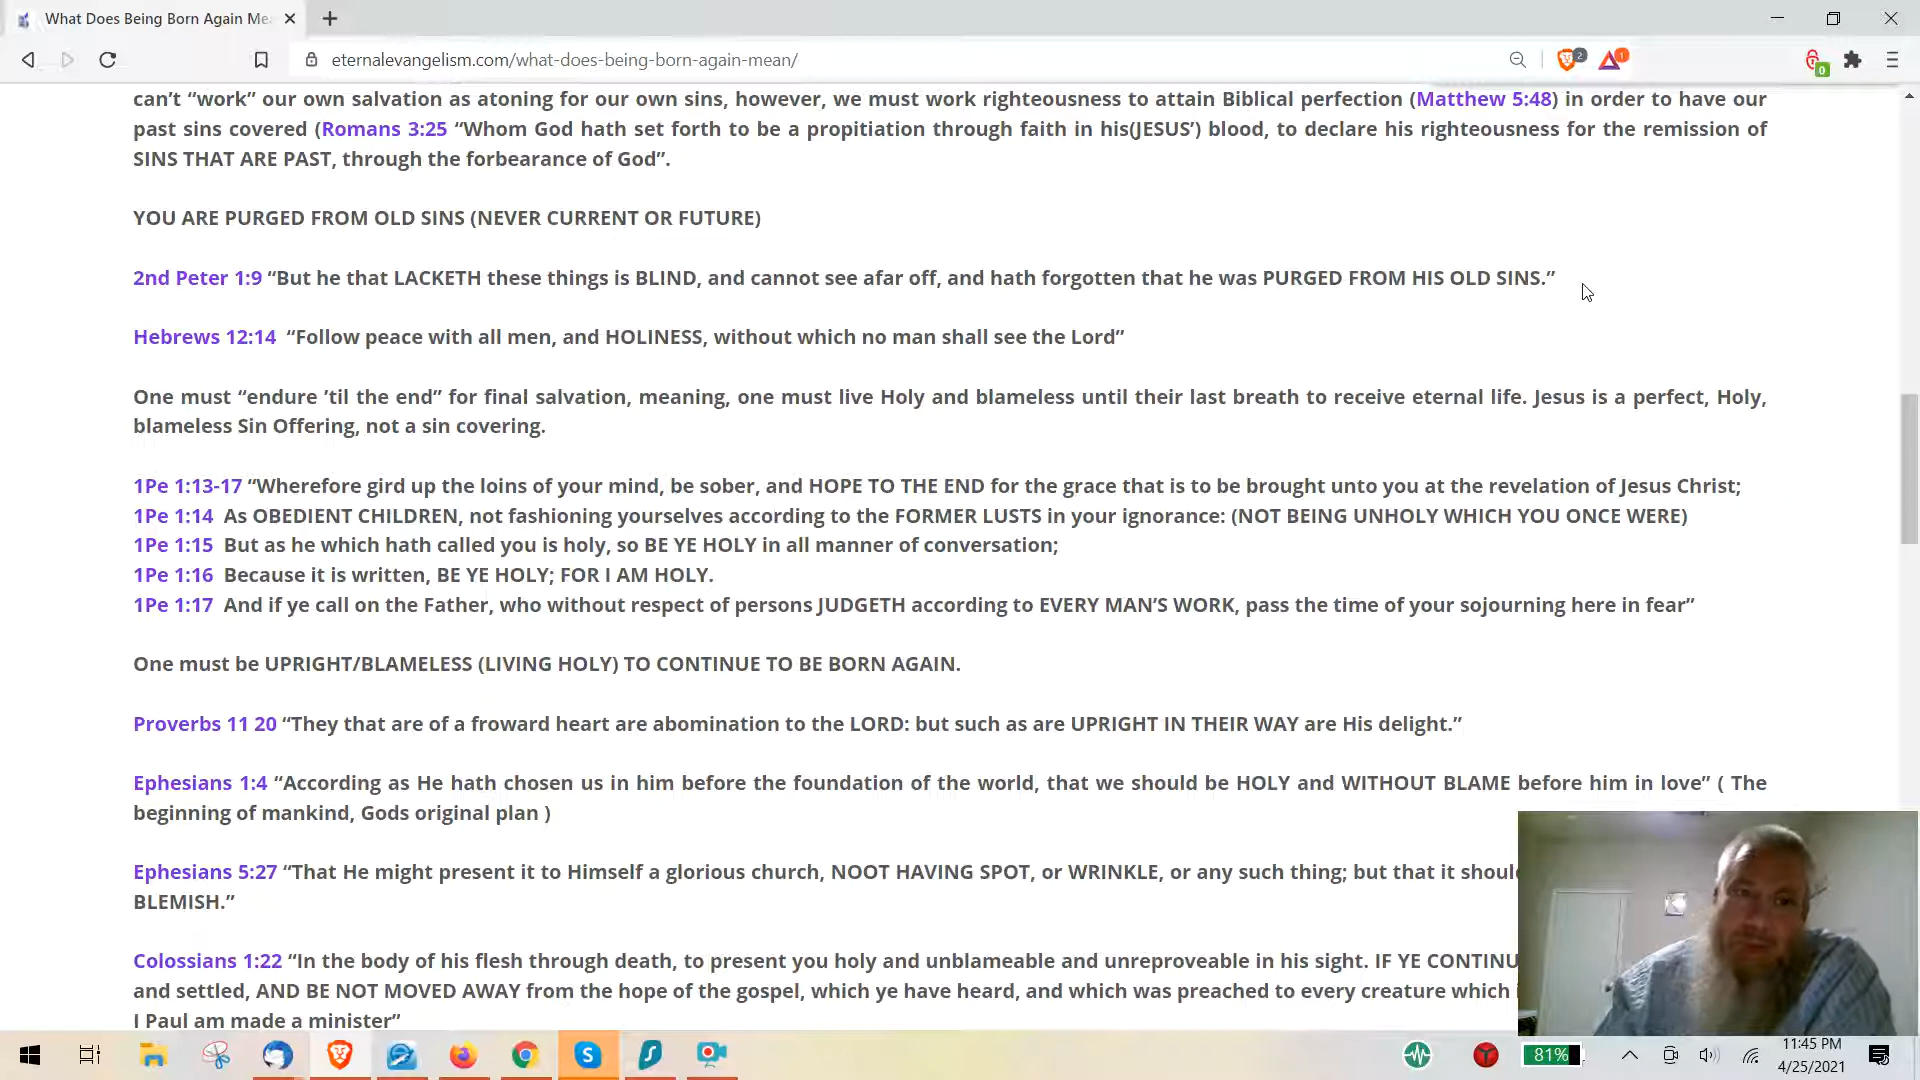 What Does Being Born Again Mea
eternalevangelism.com/what-does-being-born-again-mean/
2
1
0
can't “work” our own salvation as atoning for our own sins, however, we must work righteousness to attain Biblical perfection (Matthew 5:48) in order to have our
past sins covered (Romans 3:25 “Whom God hath set forth to be a propitiation through faith in his(JESUS’) blood, to declare his righteousness for the remission of
SINS THAT ARE PAST, through the forbearance of God”.
YOU ARE PURGED FROM OLD SINS (NEVER CURRENT OR FUTURE)
2nd Peter 1:9 “But he that LACKETH these things is BLIND, and cannot see afar off, and hath forgotten that he was PURGED FROM HIS OLD SINS.”
Hebrews 12:14 “Follow peace with all men, and HOLINESS, without which no man shall see the Lord”
One must “endure ’til the end” for final salvation, meaning, one must live Holy and blameless until their last breath to receive eternal life. Jesus is a perfect, Holy,
blameless Sin Offering, not a sin covering.
1Pe 1:13-17 “Wherefore gird up the loins of your mind, be sober, and HOPE TO THE END for the grace that is to be brought unto you at the revelation of Jesus Christ;
1Pe 1:14 As OBEDIENT CHILDREN, not fashioning yourselves according to the FORMER LUSTS in your ignorance: (NOT BEING UNHOLY WHICH YOU ONCE WERE)
1Pe 1:15 But as he which hath called you is holy, so BE YE HOLY in all manner of conversation;
1Pe 1:16 Because it is written, BE YE HOLY; FOR I AM HOLY.
1Pe 1:17 And if ye call on the Father, who without respect of persons JUDGETH according to EVERY MAN’S WORK, pass the time of your sojourning here in fear”
One must be UPRIGHT/BLAMELESS (LIVING HOLY) TO CONTINUE TO BE BORN AGAIN.
Proverbs 11 20 “They that are of a froward heart are abomination to the LORD: but such as are UPRIGHT IN THEIR WAY are His delight.”
Ephesians 1:4 “According as He hath chosen us in him before the foundation of the world, that we should be HOLY and WITHOUT BLAME before him in love” ( The
beginning of mankind, Gods original plan )
Ephesians 5:27 “That He might present it to Himself a glorious church, NOOT HAVING SPOT, or WRINKLE, or any such thing; but that it shoul
BLEMISH.”
Colossians 1:22 “In the body of his flesh through death, to present you holy and unblameable and unreproveable in his sight. IF YE CONTINU
and settled, AND BE NOT MOVED AWAY from the hope of the gospel, which ye have heard, and which was preached to every creature which i
I Paul am made a minister”
81%
11:45 PM
4/25/2021